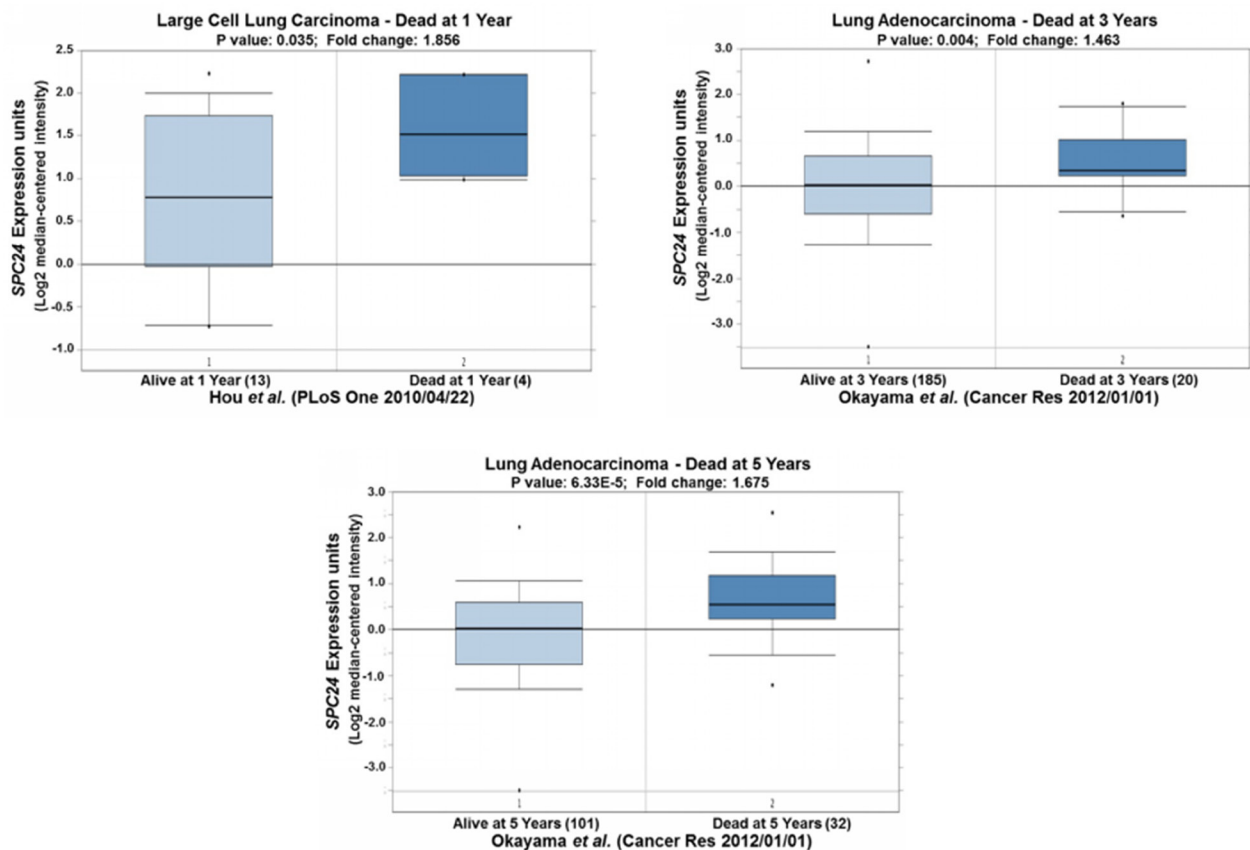 Large Cell Lung Carcinoma - Dead at 1 Year
P value: 0.035; Fold change: 1.856
SPC24 Expression units
(Log2 median-centered intensity)
2.5
2.0
1.5
1.0
0.5
0.0
-0.5
-1.0
1
2
Alive at 1 Year (13)
Dead at 1 Year (4)
Hou et al. (PLoS One 2010/04/22)
Lung Adenocarcinoma - Dead at 3 Years
P value: 0.004; Fold change: 1.463
SPC24 Expression units
(Log2 median-centered intensity)
3.0
2.0
1.0
0.0
-1.0
-2.0
-3.0
1
2
Alive at 3 Years (185)
Dead at 3 Years (20)
Okayama et al. (Cancer Res 2012/01/01)
Lung Adenocarcinoma - Dead at 5 Years
P value: 6.33E-5; Fold change: 1.675
SPC24 Expression units
(Log2 median-centered intensity)
3.0
2.0
1.0
0.0
-1.0
-2.0
-3.0
1
2
Alive at 5 Years (101)
Dead at 5 Years (32)
Okayama et al. (Cancer Res 2012/01/01)